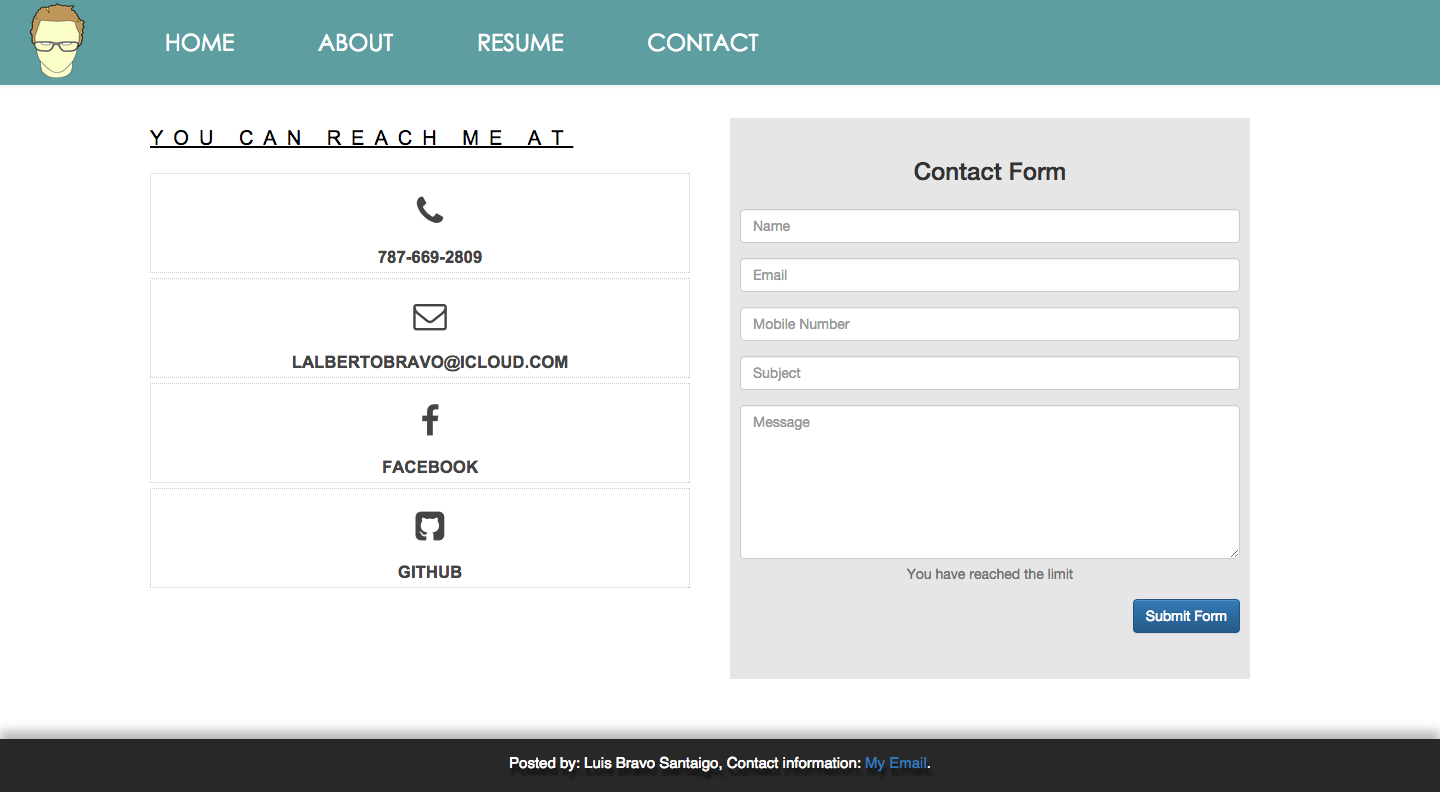 HOME ABOUT RESUME CONTACT
YOU CAN REACH ME AT
787-669-2809
LALBERTOBRAVO@ICLOUD.COM
FACEBOOK
GITHUB
Contact Form
Name
Email
Mobile Number
Subject
Message
You have reached the limit
Submit Form
Posted by: Luis Bravo Santaigo, Contact information: My Email.